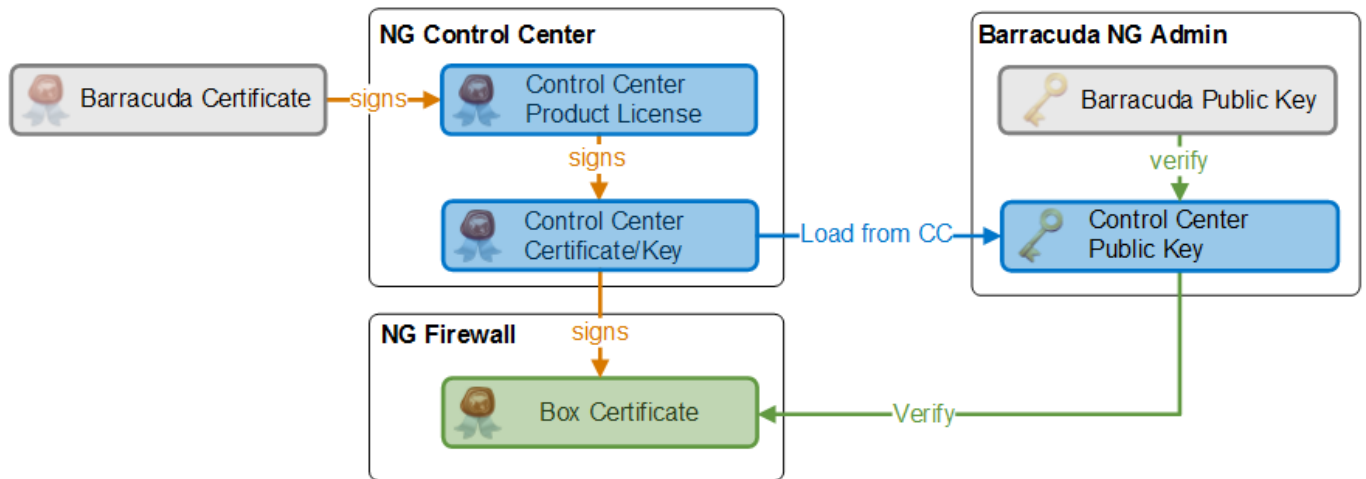 NG Control Center
Barracuda NG Admin
Barracuda Certificate
signs
Control Center
Product License
Barracuda Public Key
signs
verify
Control Center
Certificate/Key
Load from CC
Control Center
Public Key
NG Firewall
signs
Box Certificate
Verify